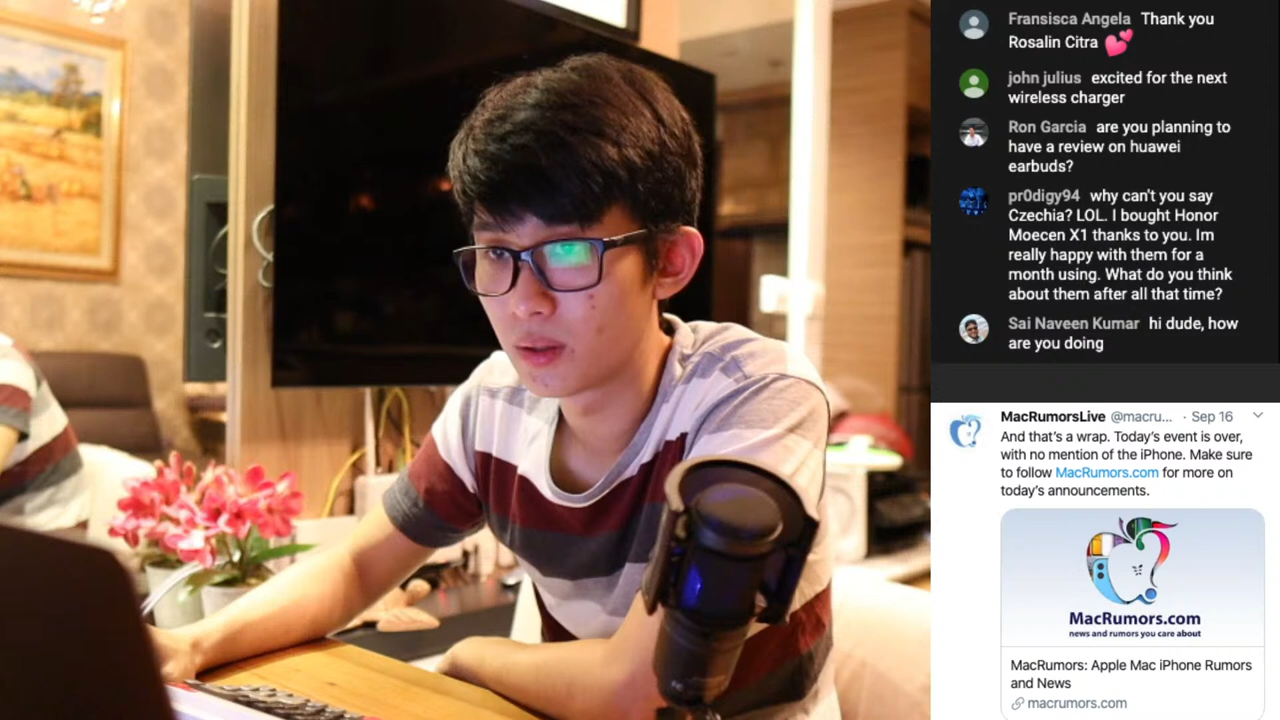 Fransisca Angela Thank you
Rosalin Citra 💕
john julius excited for the next
wireless charger
Ron Garcia are you planning to
have a review on huawei
earbuds?
pr0digy94 why can't you say
Czechia? LOL. I bought Honor
Moecen X1 thanks to you. Im
really happy with them for a
month using. What do you think
about them after all that time?
Sai Naveen Kumar hi dude, how
are you doing
MacRumorsLive @macru... · Sep 16
And that's a wrap. Today's event is over,
with no mention of the iPhone. Make sure
to follow MacRumors.com for more on
today's announcements.
MacRumors.com
news and rumors you care about
MacRumors: Apple Mac iPhone Rumors
and News
macrumors.com